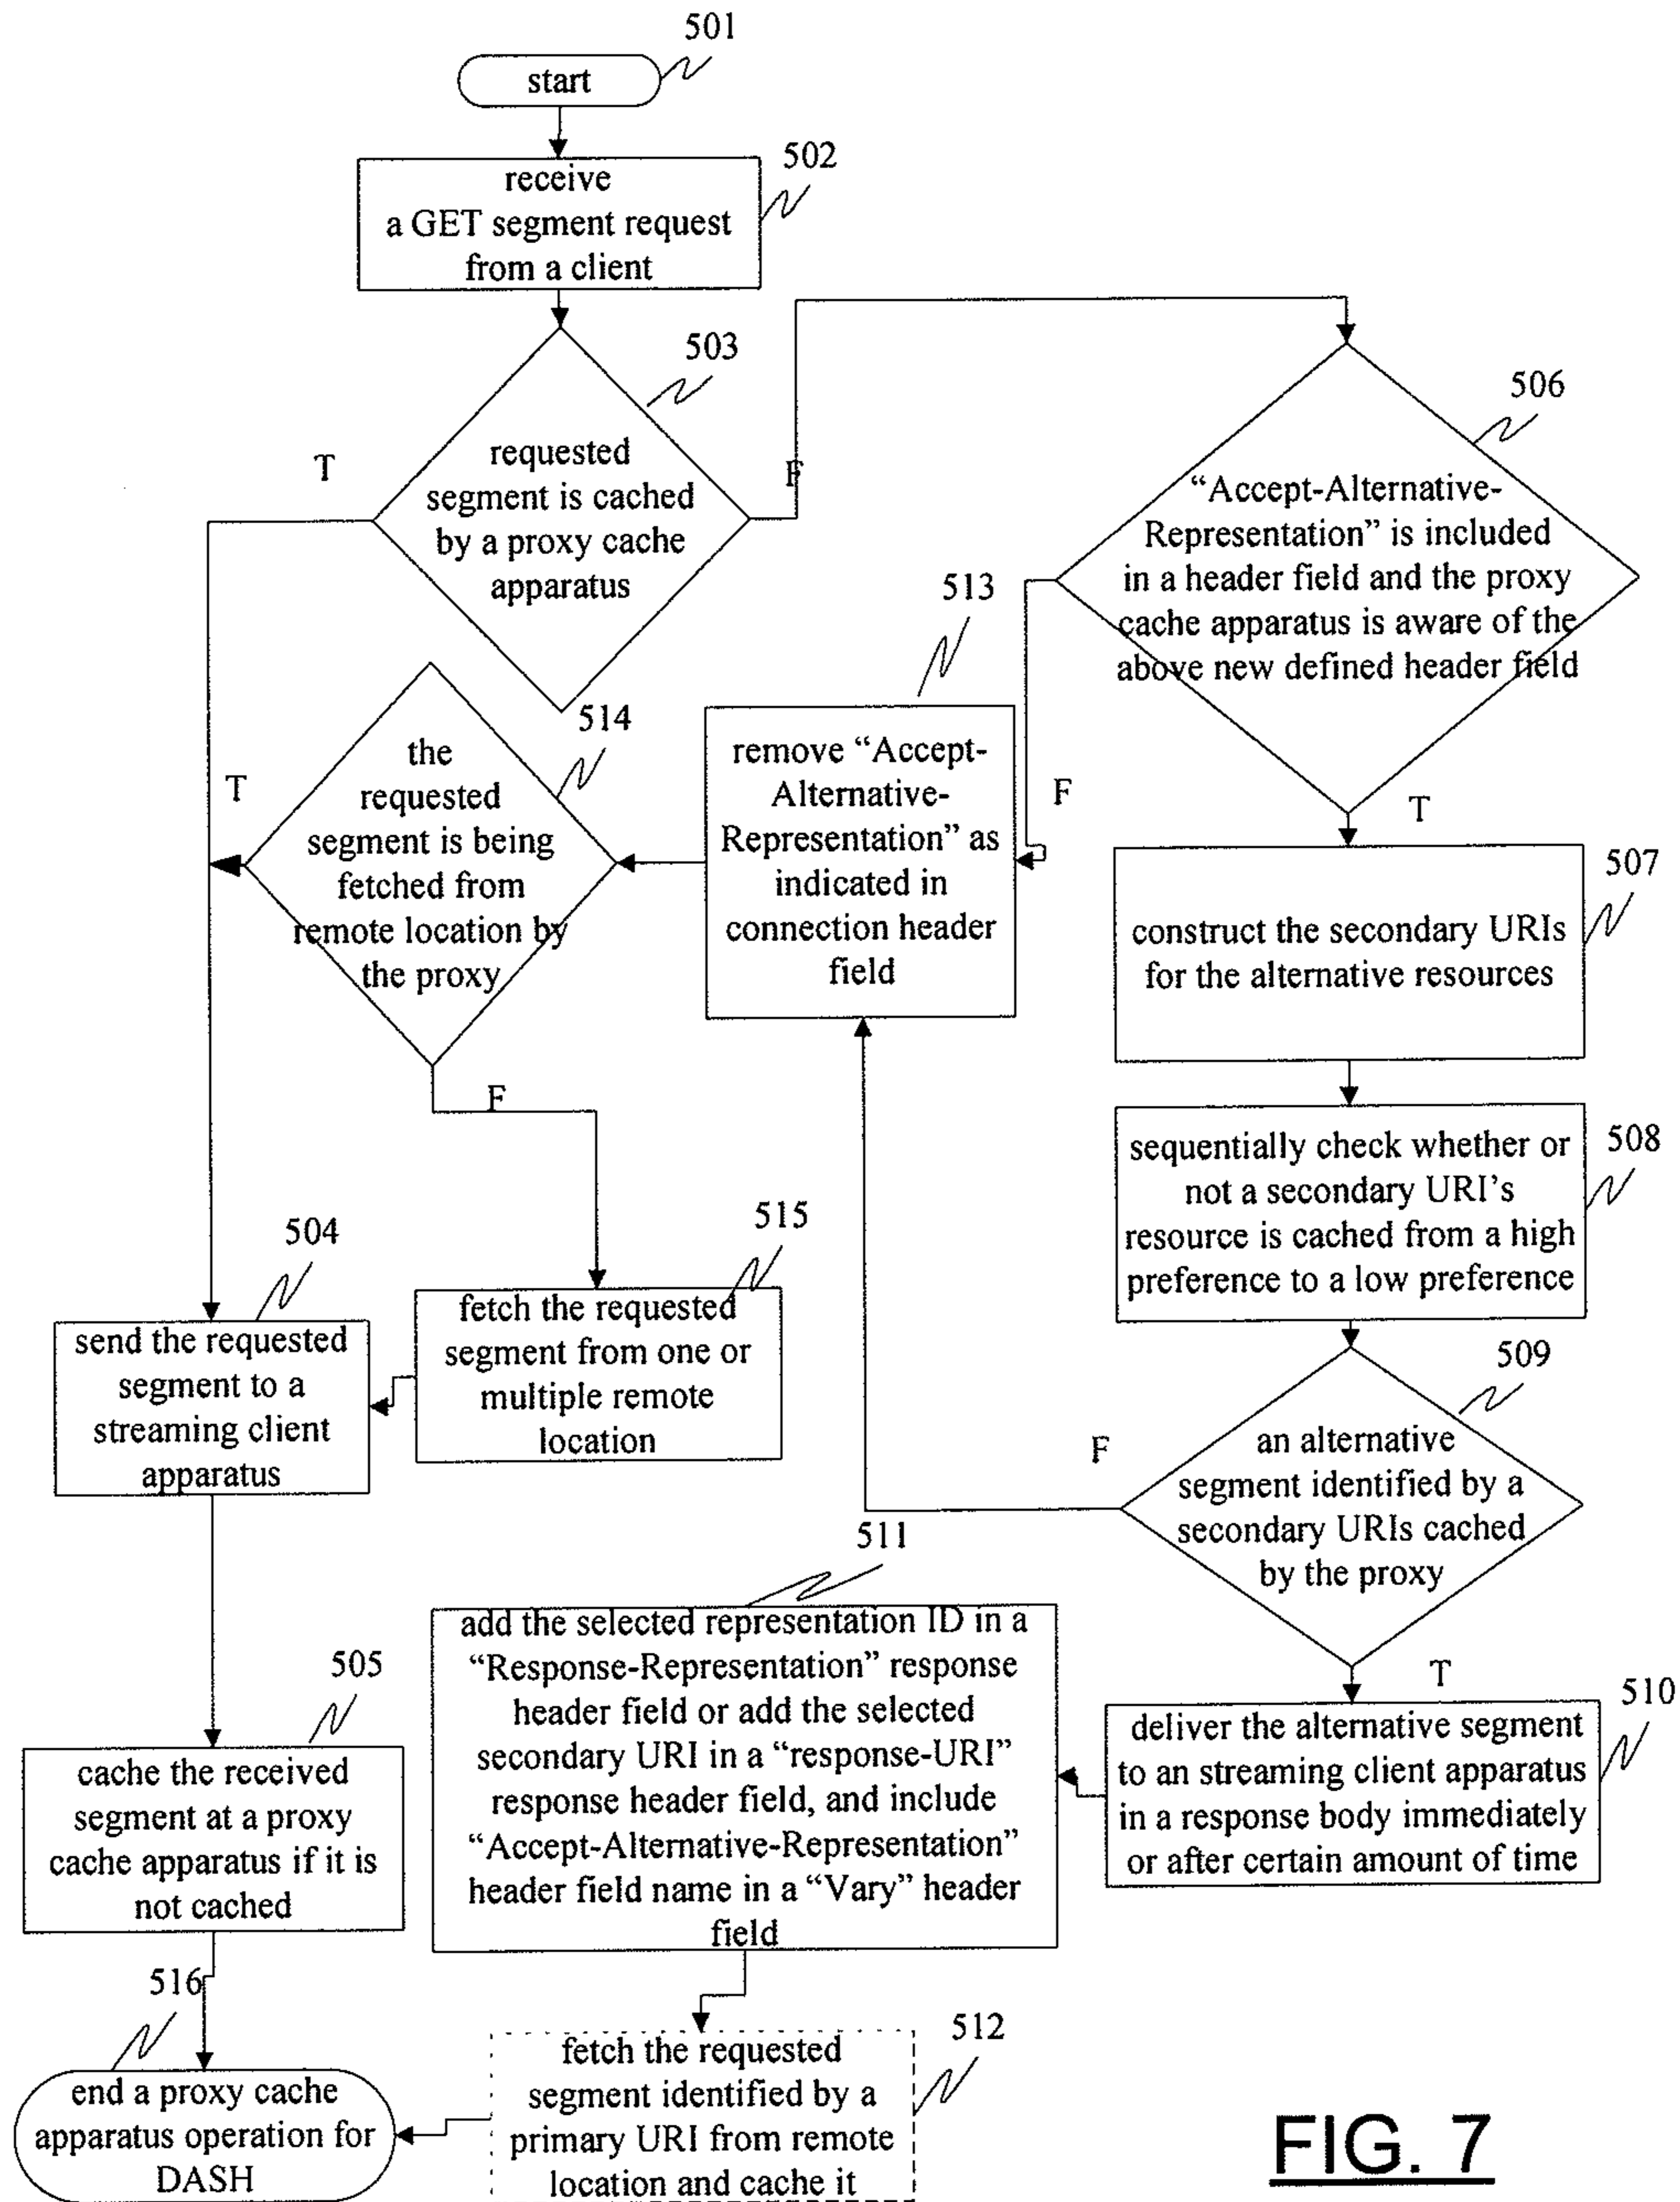 501
start
502
receive
a GET segment request
from a client
503
requested
segment is cached
by a proxy cache
apparatus
T
F
506
“Accept-Alternative-
Representation” is included
in a header field and the proxy
cache apparatus is aware of the
above new defined header field
F
T
513
remove “Accept-
Alternative-
Representation” as
indicated in
connection header
field
514
the
requested
segment is being
fetched from
remote location by
the proxy
T
F
507
construct the secondary URIs
for the alternative resources
508
sequentially check whether or
not a secondary URI’s
resource is cached from a high
preference to a low preference
515
fetch the requested
segment from one or
multiple remote
location
504
send the requested
segment to a
streaming client
apparatus
509
an alternative
segment identified by a
secondary URIs cached
by the proxy
F
T
510
deliver the alternative segment
to an streaming client apparatus
in a response body immediately
or after certain amount of time
511
add the selected representation ID in a
“Response-Representation” response
header field or add the selected
secondary URI in a “response-URI”
response header field, and include
“Accept-Alternative-Representation”
header field name in a “Vary” header
field
505
cache the received
segment at a proxy
cache apparatus if it is
not cached
512
fetch the requested
segment identified by a
primary URI from remote
location and cache it
516
end a proxy cache
apparatus operation for
DASH
FIG. 7